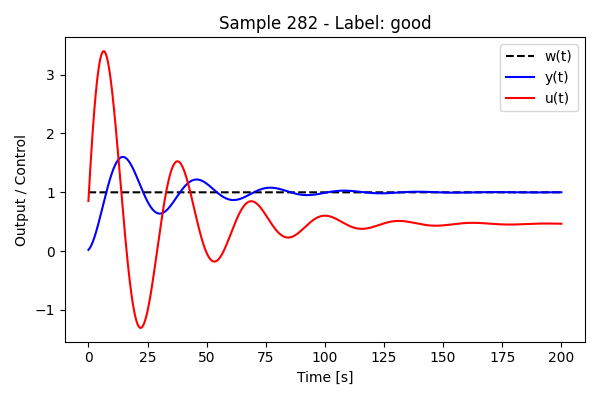 Sample 282 - Label: good
w(t)
y(t)
u(t)
Output / Control
3
2
1
0
−1
0 25 50 75 100 125 150 175 200
Time [s]